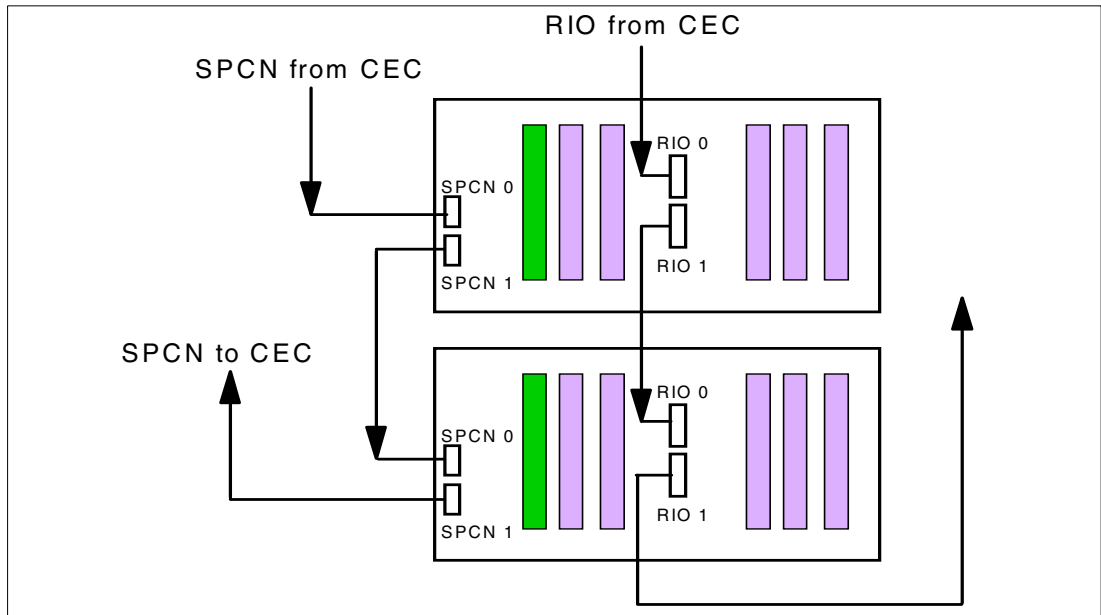 RIO from CEC
SPCN from CEC
RIO 0
SPCN 0
RIO 1
SPCN 1
SPCN to CEC
RIO 0
SPCN 0
RIO 1
SPCN 1